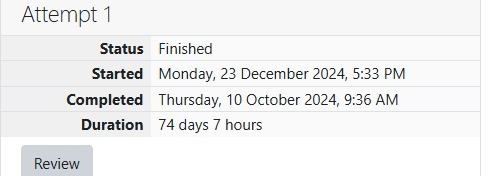 Attempt 1
Status Finished
Started Monday, 23 December 2024, 5:33 PM
Completed Thursday, 10 October 2024, 9:36 AM
Duration 74 days 7 hours
Review